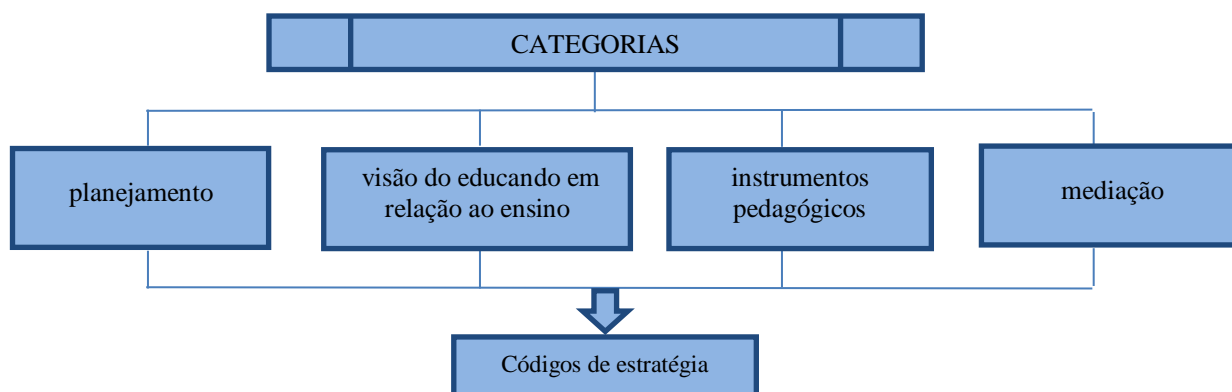 CATEGORIAS
planejamento
visão do educando em
relação ao ensino
instrumentos
pedagógicos
mediação
Códigos de estratégia